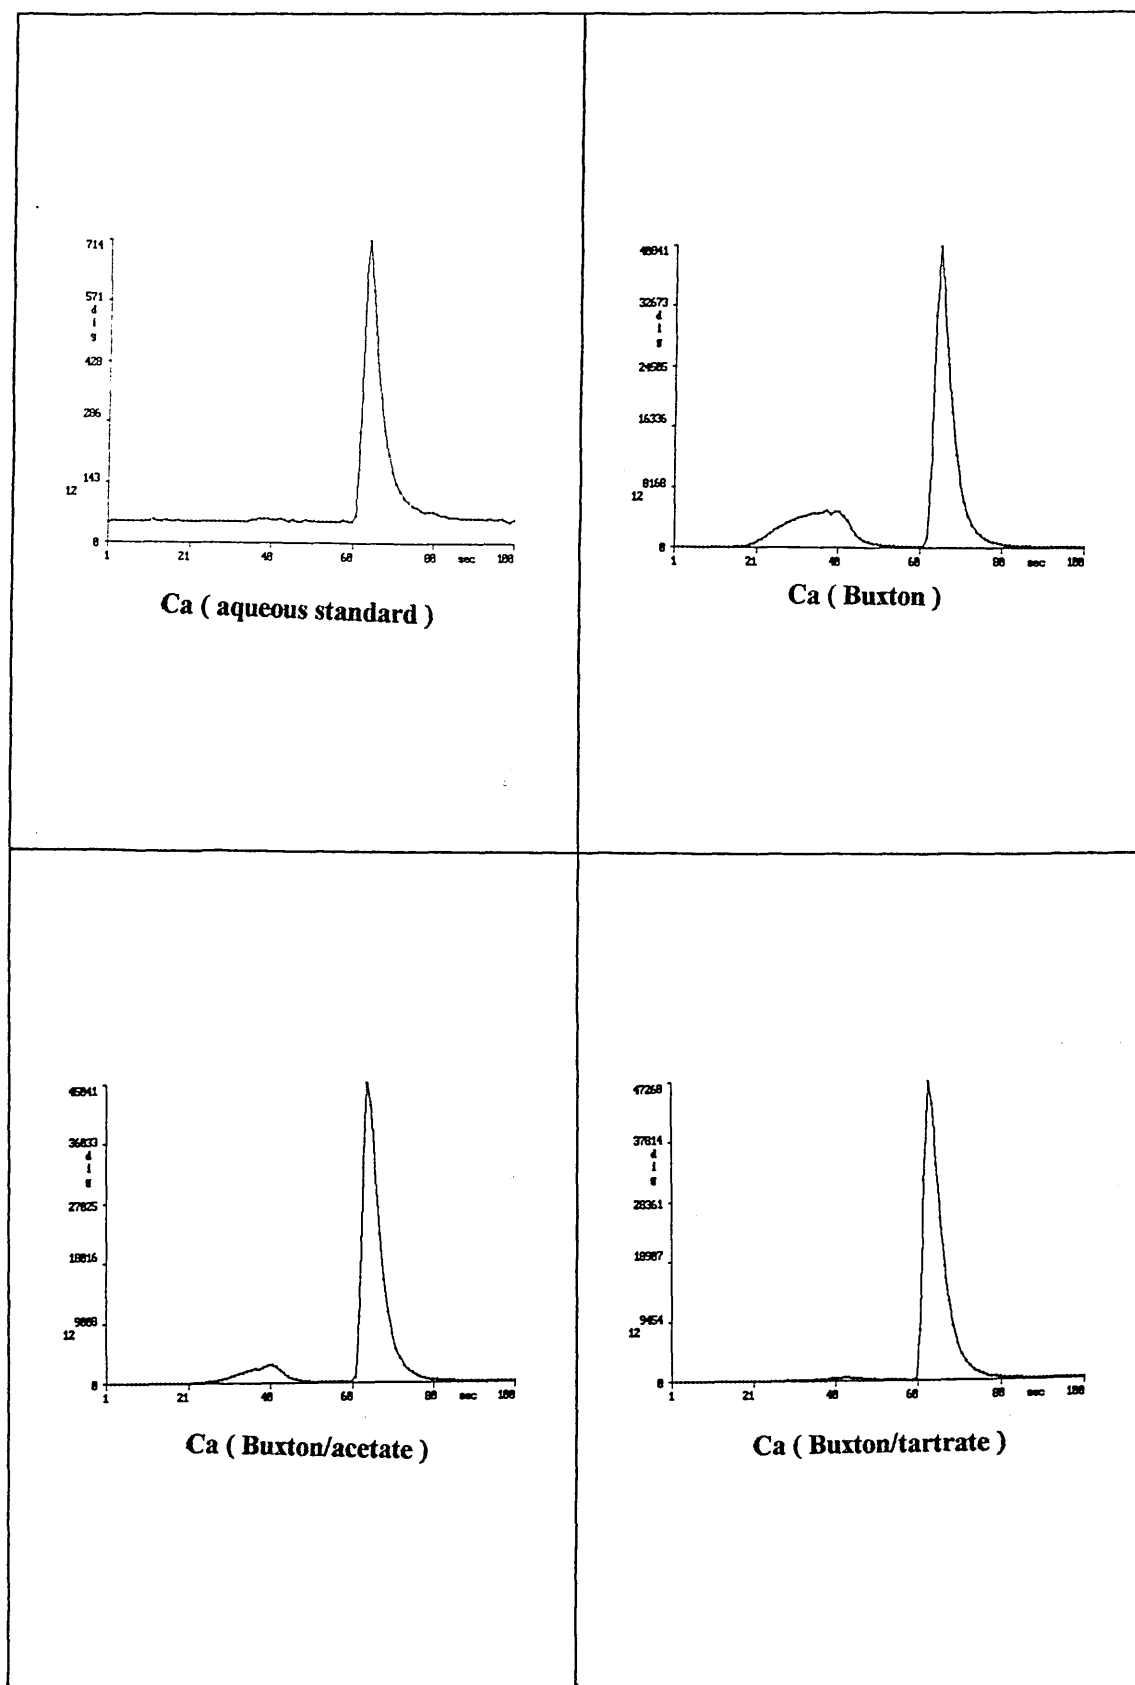 714
571
d
i
g
428
286
143
12
0
1 21 40 60 80 sec 100
Ca ( aqueous standard )
40841
32673
d
i
g
24505
16336
8168
12
0
1 21 40 60 80 sec 100
Ca ( Buxton )
45041
36033
d
i
g
27025
18016
9008
12
0
1 21 40 60 80 sec 100
Ca ( Buxton/acetate )
47268
37814
d
i
g
28361
18907
9454
12
0
1 21 40 60 80 sec 100
Ca ( Buxton/tartrate )